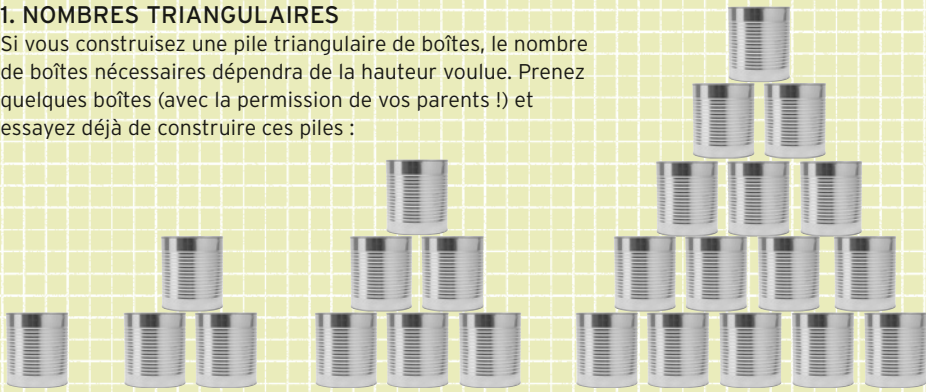 1. NOMBRES TRIANGULAIRES
Si vous construisez une pile triangulaire de boîtes, le nombre
de boîtes nécessaires dépendra de la hauteur voulue. Prenez
quelques boîtes (avec la permission de vos parents !) et
essayez déjà de construire ces piles :